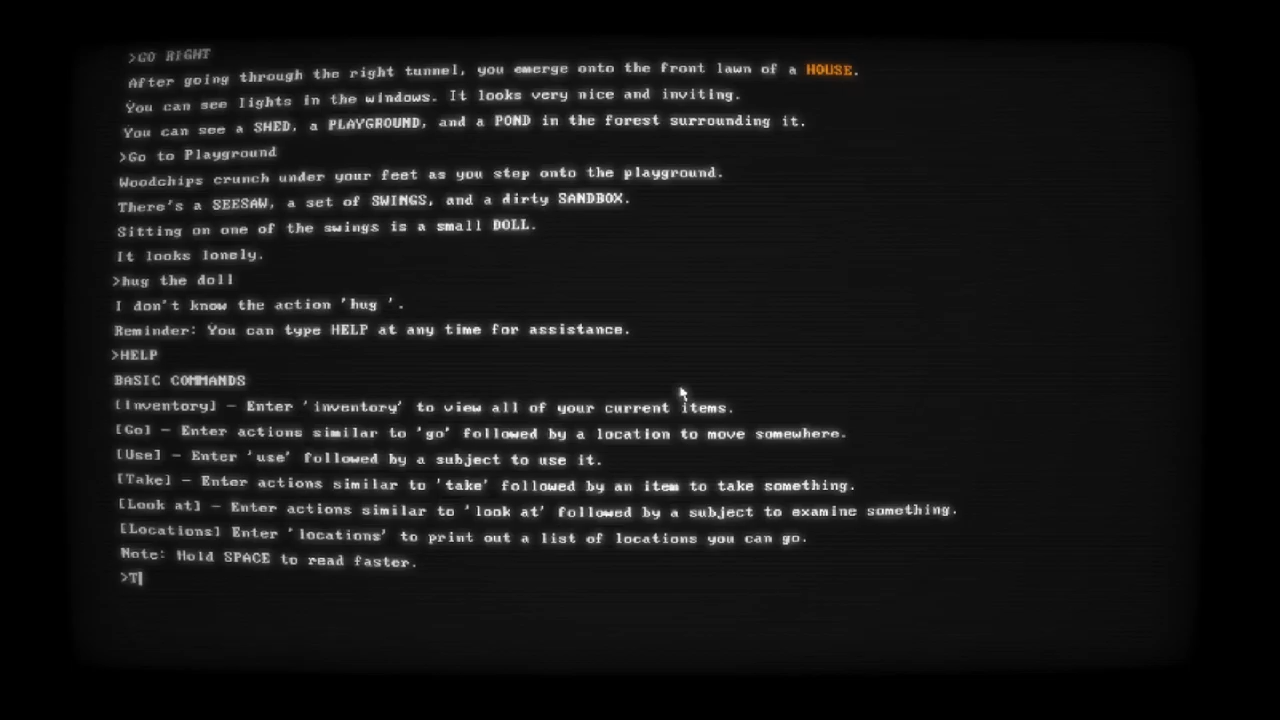 >GO RIGHT
After going through the right tunnel, you emerge onto the front lawn of a HOUSE.
You can see lights in the windows. It looks very nice and inviting.
You can see a SHED, a PLAYGROUND, and a POND in the forest surrounding it.
>Go to Playground
Woodchips crunch under your feet as you step onto the playground.
There's a SEESAW, a set of SWINGS, and a dirty SANDBOX.
Sitting on one of the swings is a small DOLL.
It looks lonely.
>hug the doll
I don't know the action 'hug '.
Reminder: You can type HELP at any time for assistance.
>HELP
BASIC COMMANDS
[Inventory] - Enter 'inventory' to view all of your current items.
[Go] - Enter actions similar to 'go' followed by a location to move somewhere.
[Use] - Enter 'use' followed by a subject to use it.
[Take] - Enter actions similar to 'take' followed by an item to take something.
[Look at] - Enter actions similar to 'look at' followed by a subject to examine something.
[Locations] Enter 'locations' to print out a list of locations you can go.
Note: Hold SPACE to read faster.
>T